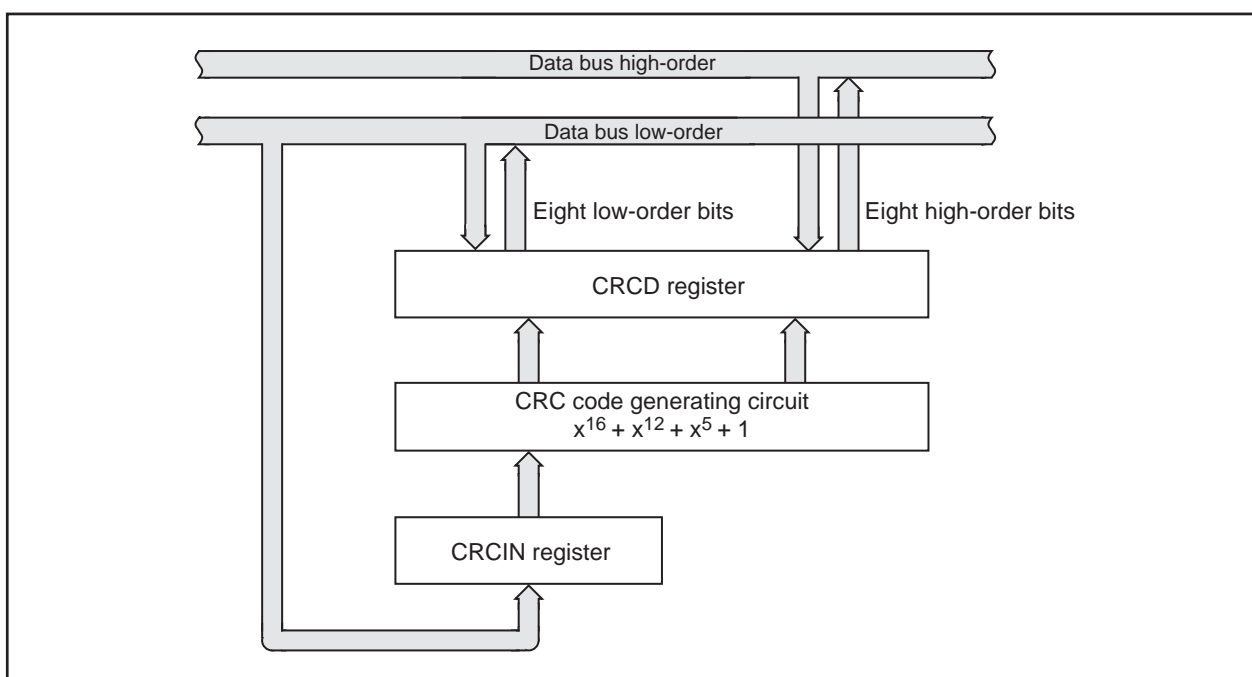 Data bus high-order
Data bus low-order
Eight low-order bits
Eight high-order bits
CRCD register
CRC code generating circuit
x¹⁶ + x¹² + x⁵ + 1
CRCIN register